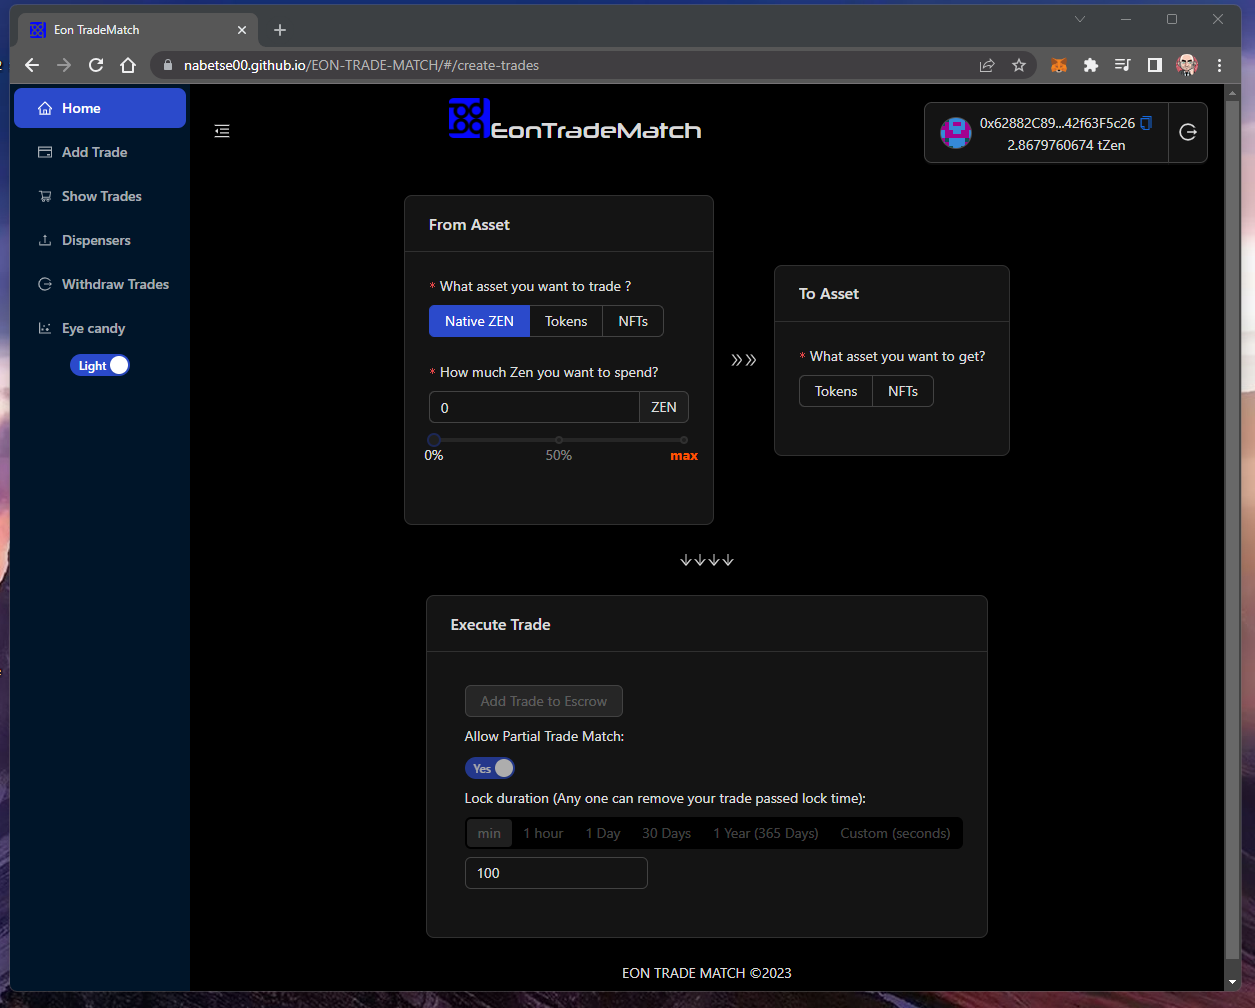 Eon TradeMatch
nabetse00.github.io/EON-TRADE-MATCH/#/create-trades
Home
Add Trade
Show Trades
Dispensers
Withdraw Trades
Eye candy
Light
EonTradeMatch
0x62882C89...42f63F5c26
2.8679760674 tZen
From Asset
* What asset you want to trade ?
Native ZEN Tokens NFTs
* How much Zen you want to spend?
0 ZEN
0% 50% max
To Asset
* What asset you want to get?
Tokens NFTs
Execute Trade
Add Trade to Escrow
Allow Partial Trade Match:
Yes
Lock duration (Any one can remove your trade passed lock time):
min 1 hour 1 Day 30 Days 1 Year (365 Days) Custom (seconds)
100
EON TRADE MATCH ©2023